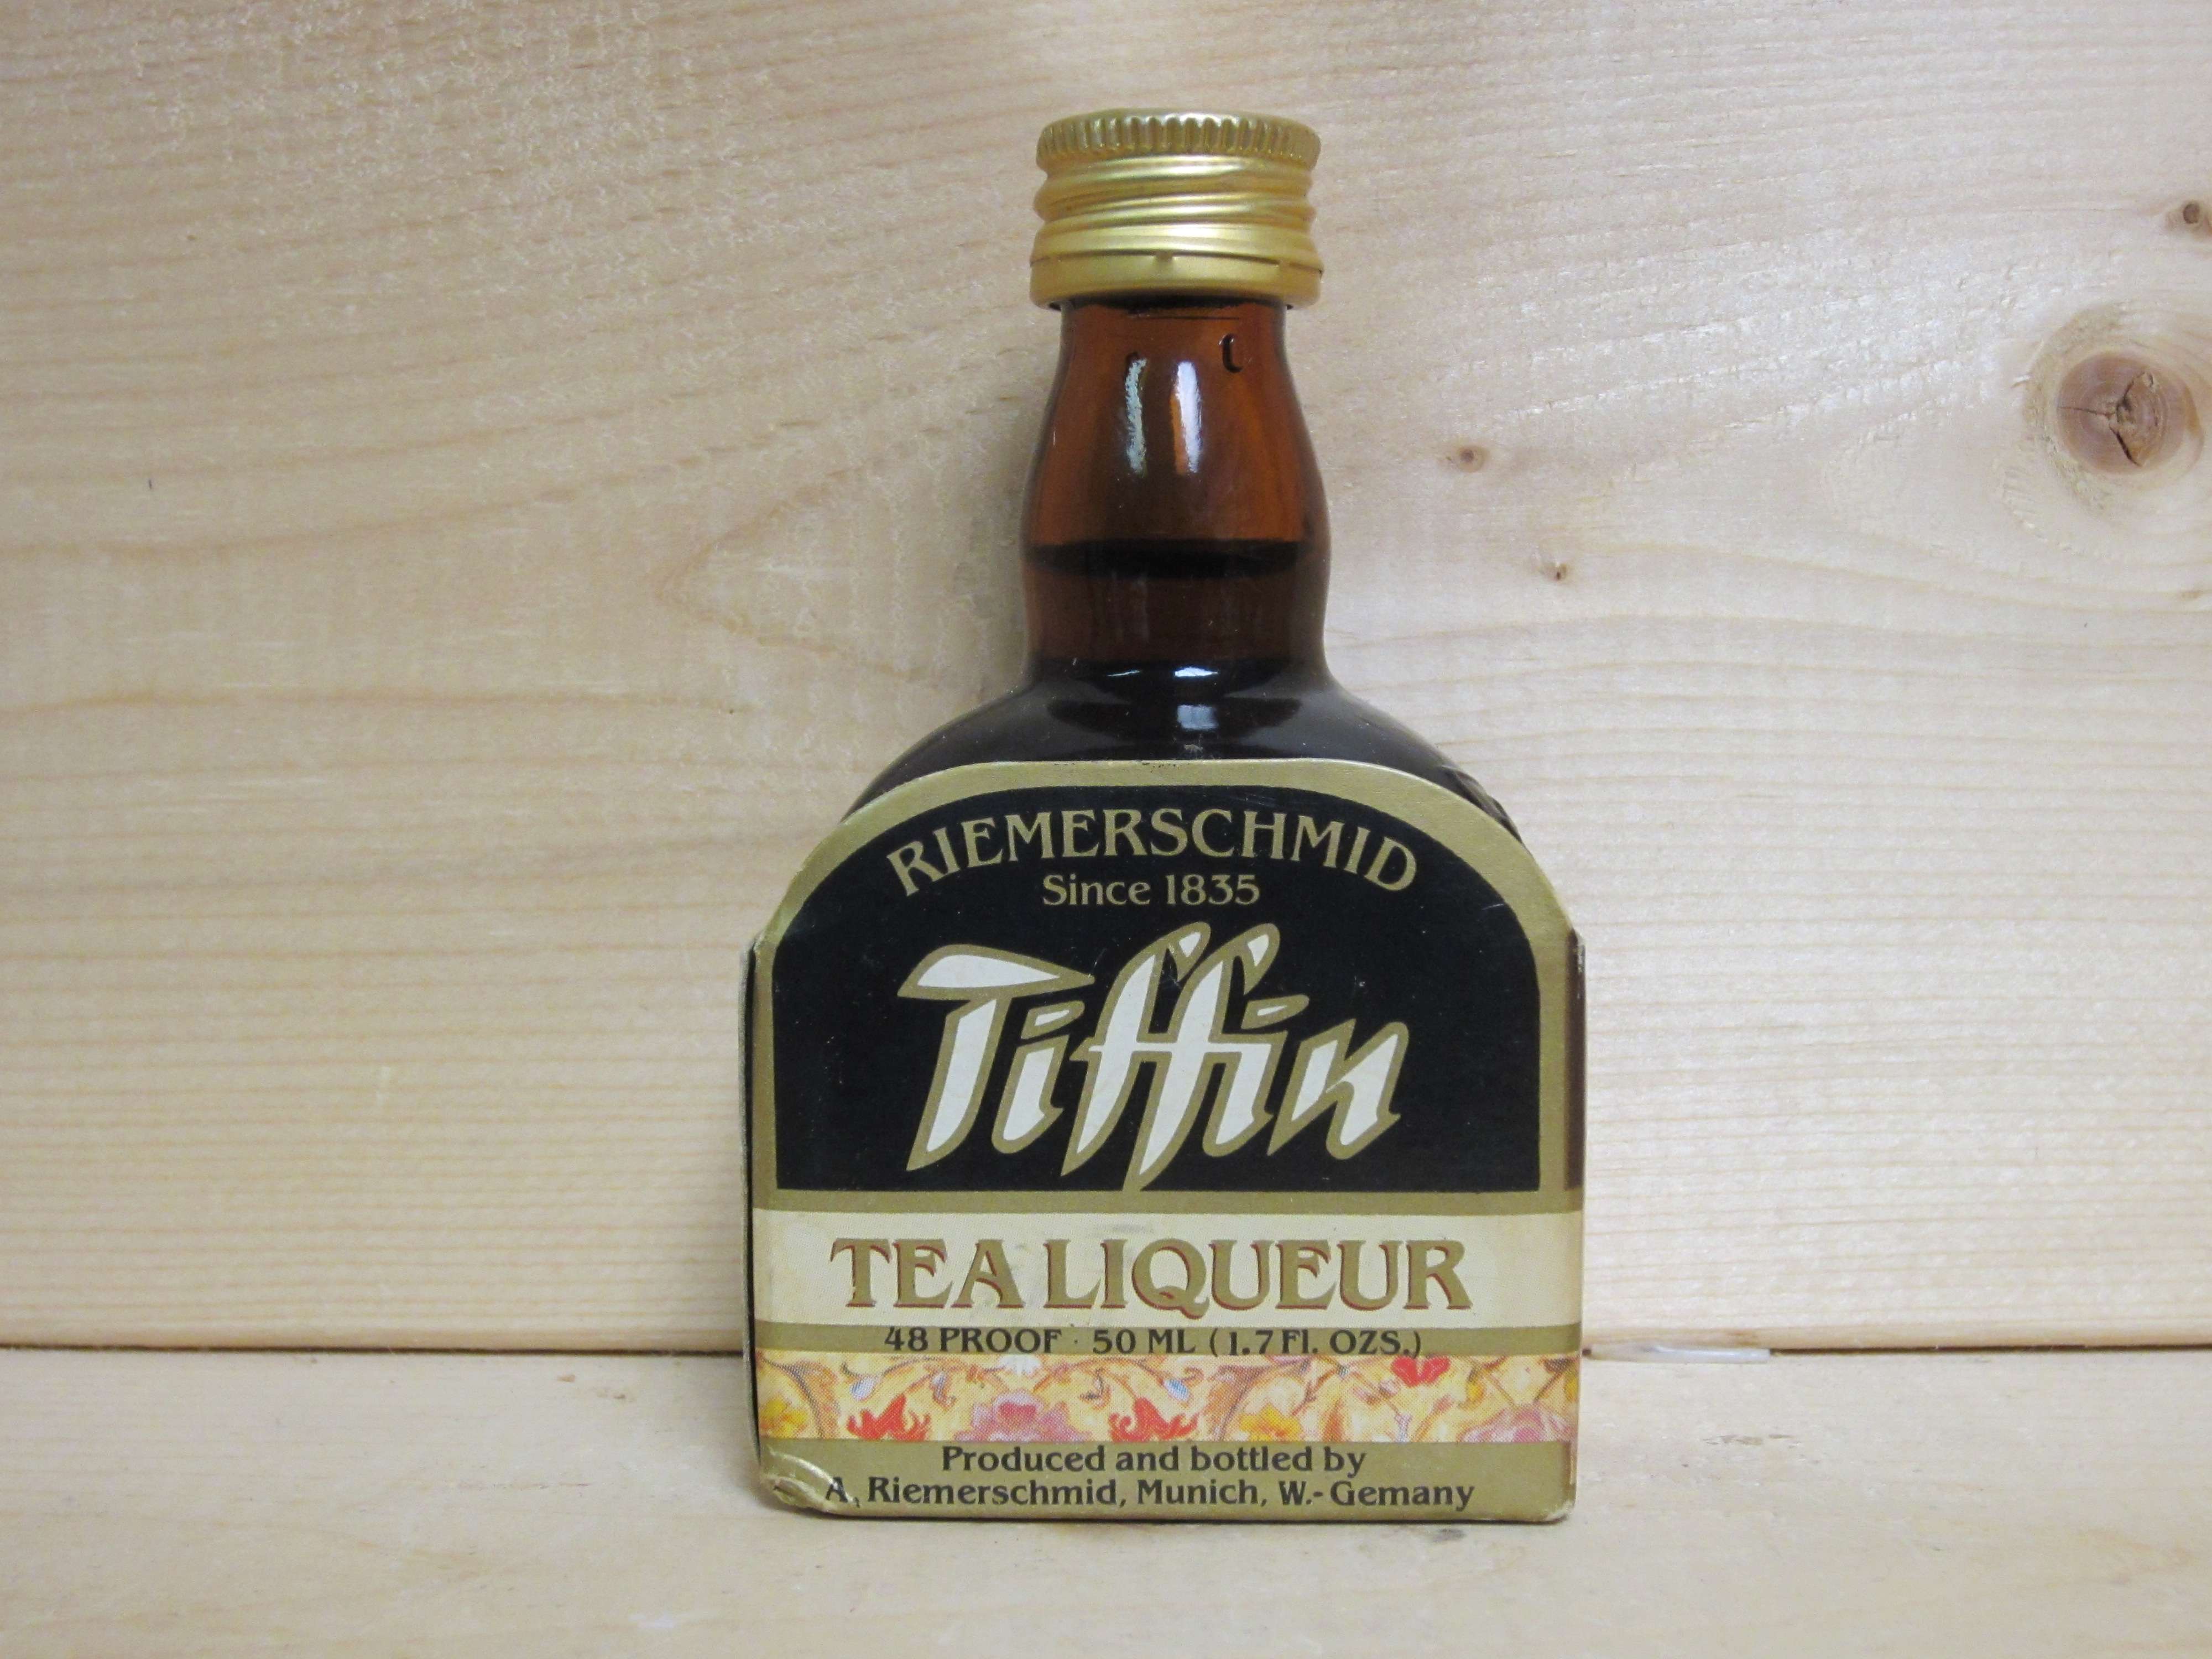 RIEMERSCHMID
Since 1835
Tiffin
TEA LIQUEUR
48 PROOF · 50 ML (1.7 Fl. OZS.)
Produced and bottled by
A. Riemerschmid, Munich, W.-Gemany